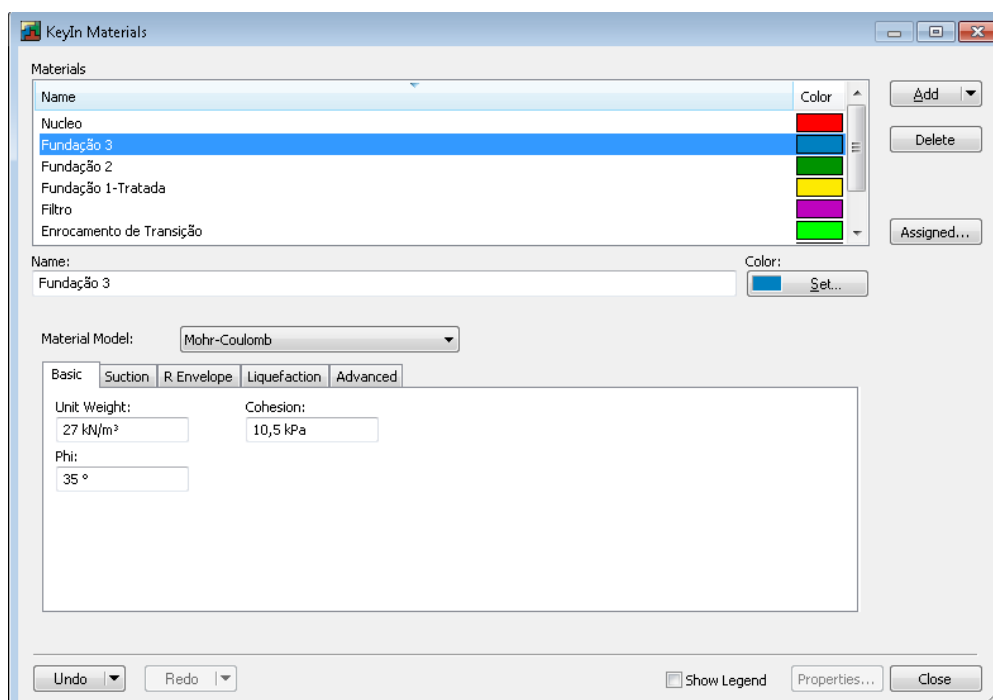 KeyIn Materials
Materials
Name Color Add
Nucleo
Fundação 3 Delete
Fundação 2
Fundação 1-Tratada
Filtro
Enrocamento de Transição Assigned...
Name: Color:
Fundação 3 Set...
Material Model: Mohr-Coulomb
Basic Suction R Envelope Liquefaction Advanced
Unit Weight: Cohesion:
27 kN/m³ 10,5 kPa
Phi:
35 °
Undo Redo Show Legend Properties... Close